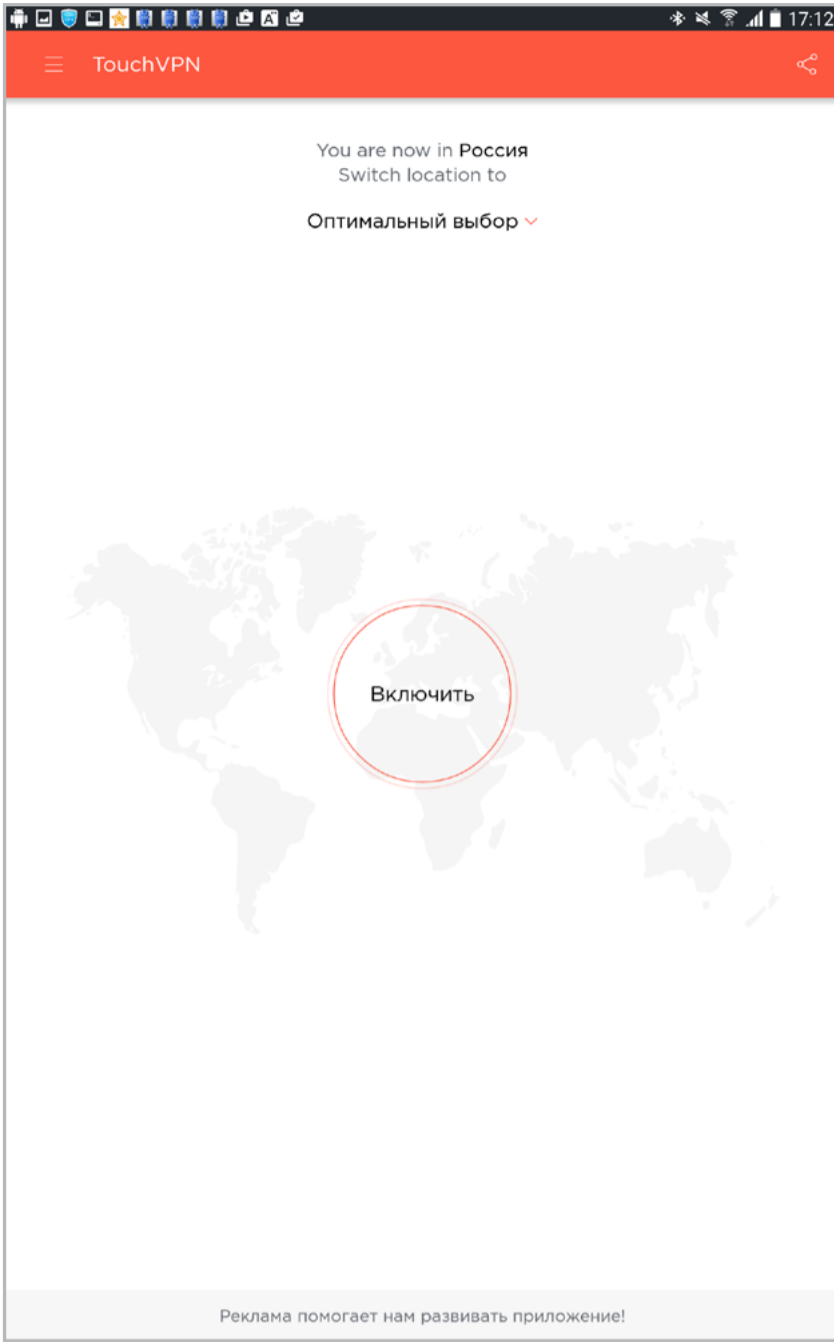 17:12
TouchVPN
You are now in Россия
Switch location to
Оптимальный выбор
Включить
Реклама помогает нам развивать приложение!